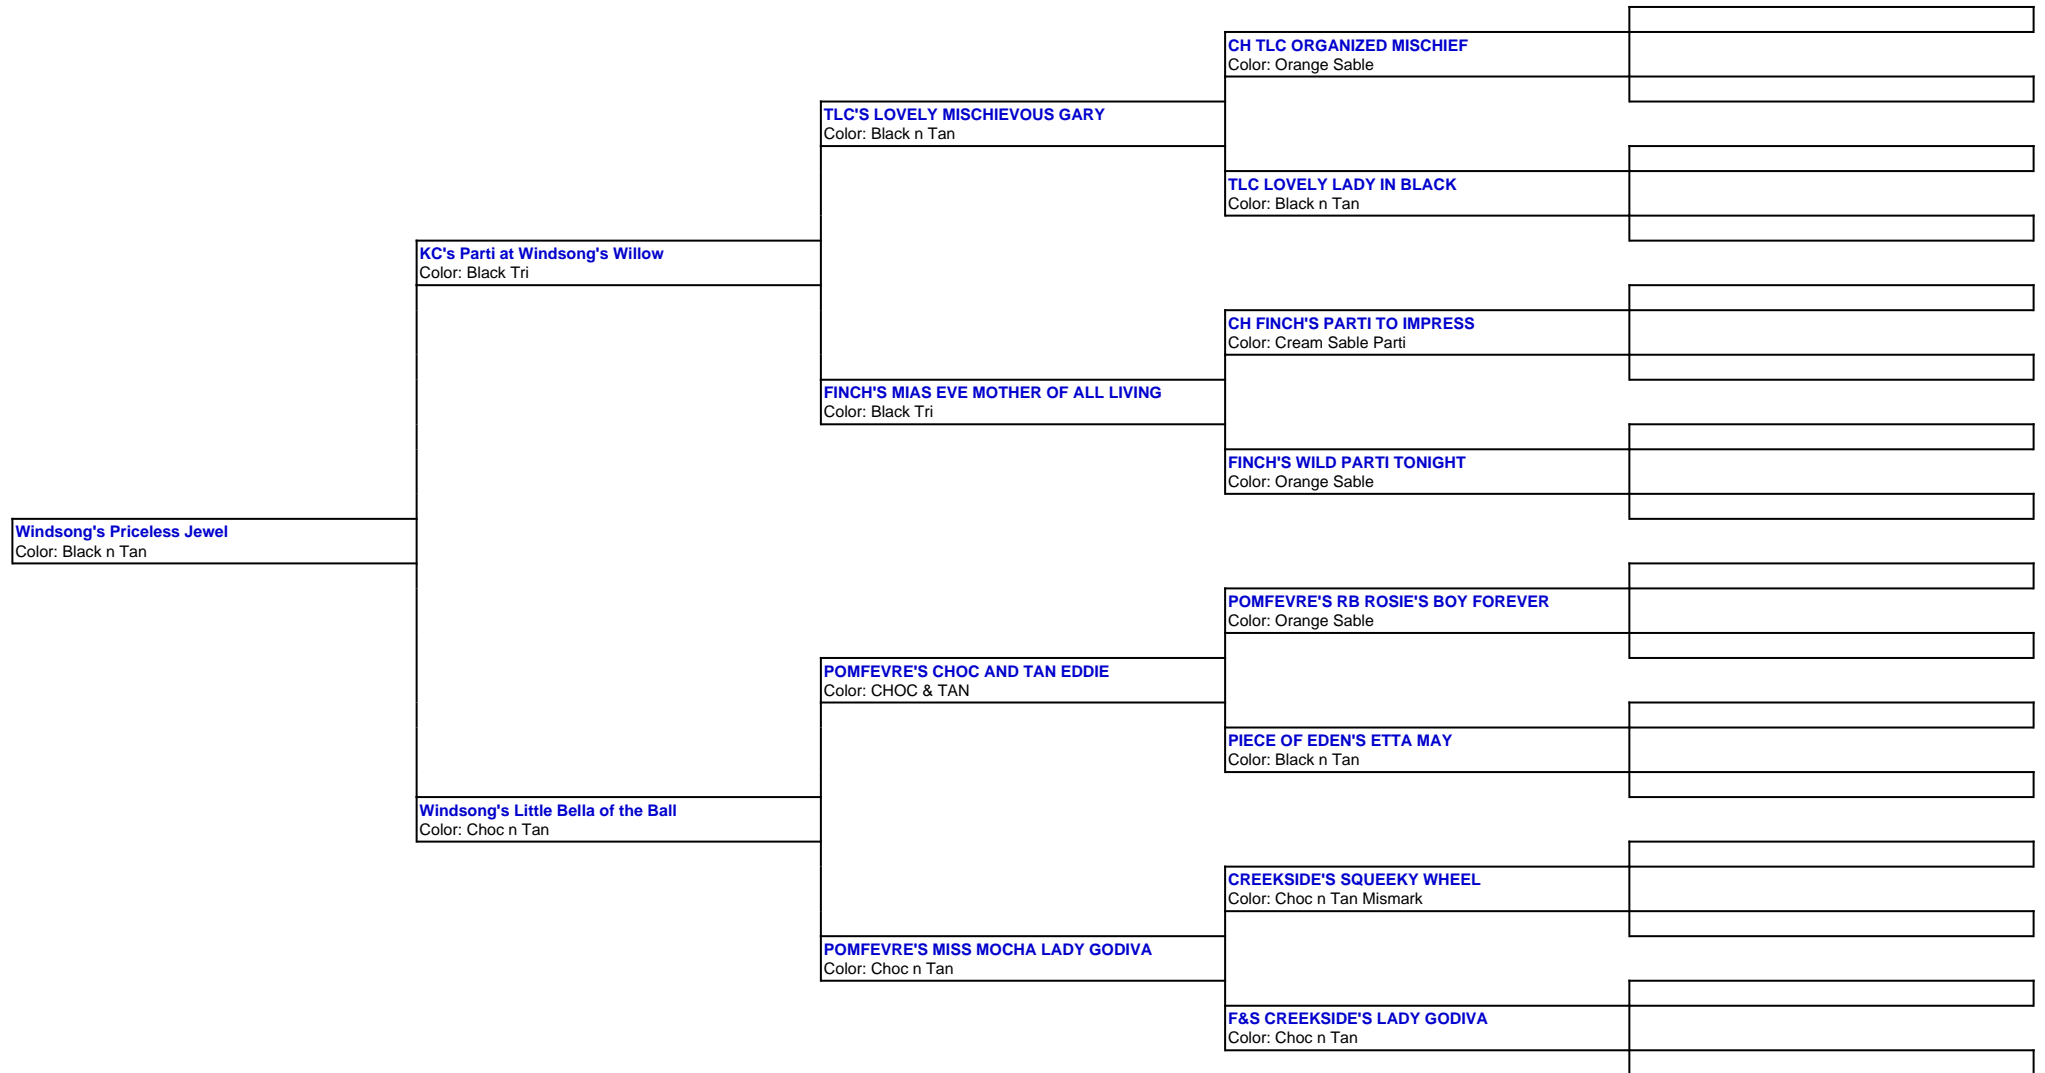 CH TLC ORGANIZED MISCHIEF
Color: Orange Sable
TLC'S LOVELY MISCHIEVOUS GARY
Color: Black n Tan
TLC LOVELY LADY IN BLACK
Color: Black n Tan
KC's Parti at Windsong's Willow
Color: Black Tri
CH FINCH'S PARTI TO IMPRESS
Color: Cream Sable Parti
FINCH'S MIAS EVE MOTHER OF ALL LIVING
Color: Black Tri
FINCH'S WILD PARTI TONIGHT
Color: Orange Sable
Windsong's Priceless Jewel
Color: Black n Tan
POMFEVRE'S RB ROSIE'S BOY FOREVER
Color: Orange Sable
POMFEVRE'S CHOC AND TAN EDDIE
Color: CHOC & TAN
PIECE OF EDEN'S ETTA MAY
Color: Black n Tan
Windsong's Little Bella of the Ball
Color: Choc n Tan
CREEKSIDE'S SQUEEKY WHEEL
Color: Choc n Tan Mismark
POMFEVRE'S MISS MOCHA LADY GODIVA
Color: Choc n Tan
F&S CREEKSIDE'S LADY GODIVA
Color: Choc n Tan